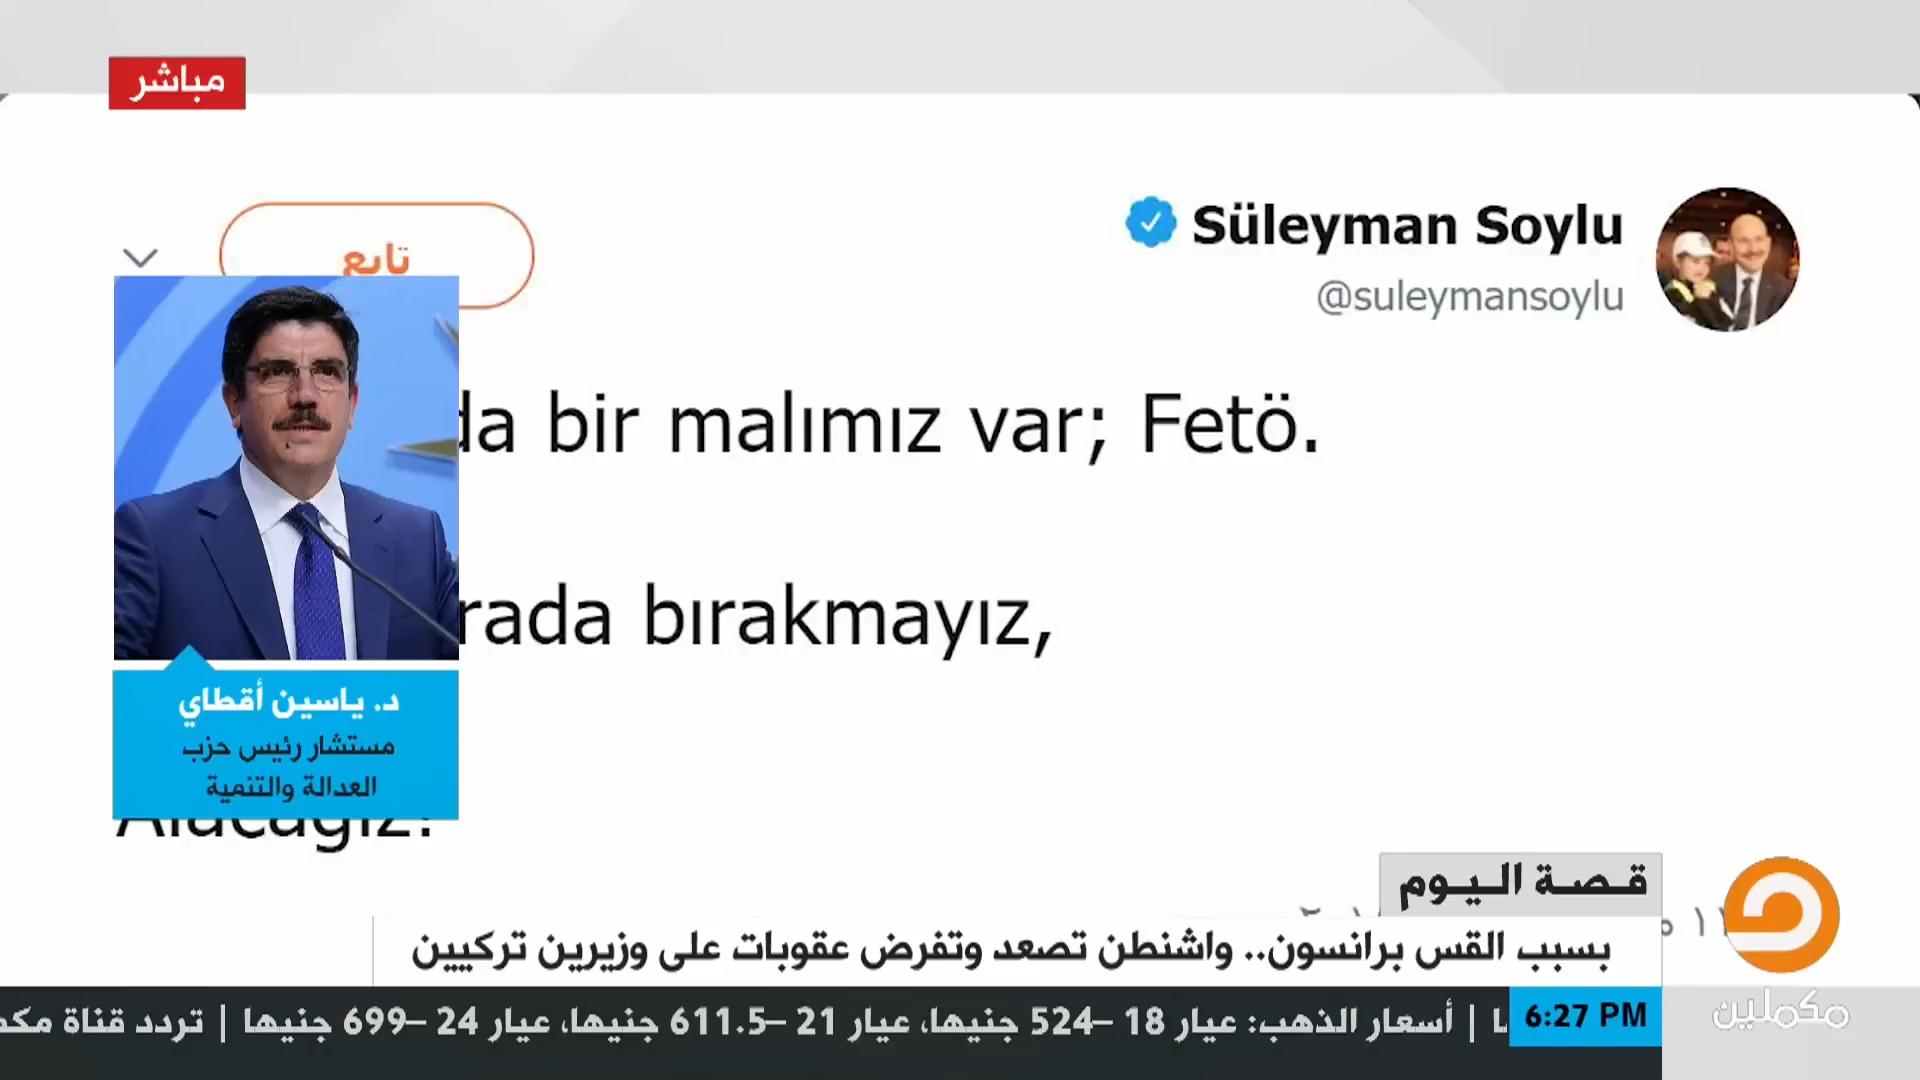 مباشر
تابع
Süleyman Soylu
@suleymansoylu
da bir malımız var; Fetö.
rada bırakmayız,
د. ياسين أقطاي
مستشار رئيس حزب
العدالة والتنمية
قصة اليوم
بسبب القس برانسون.. واشنطن تصعد وتفرض عقوبات على وزيرين تركيين
6:27 PM
| أسعار الذهب: عيار 18 –524 جنيها، عيار 21 –611.5 جنيها، عيار 24 –699 جنيها | تردد قناة
مكملين